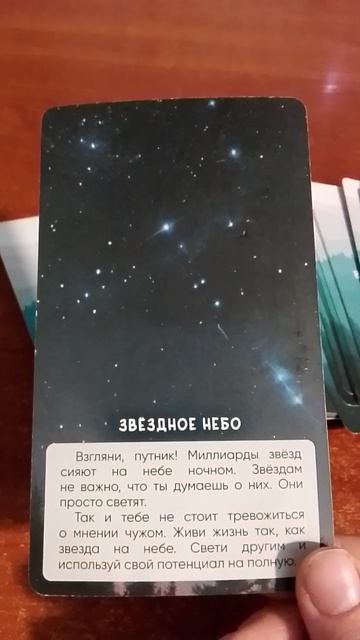 ЗВЁЗДНОЕ НЕБО
Взгляни, путник! Миллиарды звёзд
сияют на небе ночном. Звёздам
не важно, что ты думаешь о них. Они
просто светят.
Так и тебе не стоит тревожиться
о мнении чужом. Живи жизнь так, как
звезда на небе. Свети другим и
используй свой потенциал на полную.